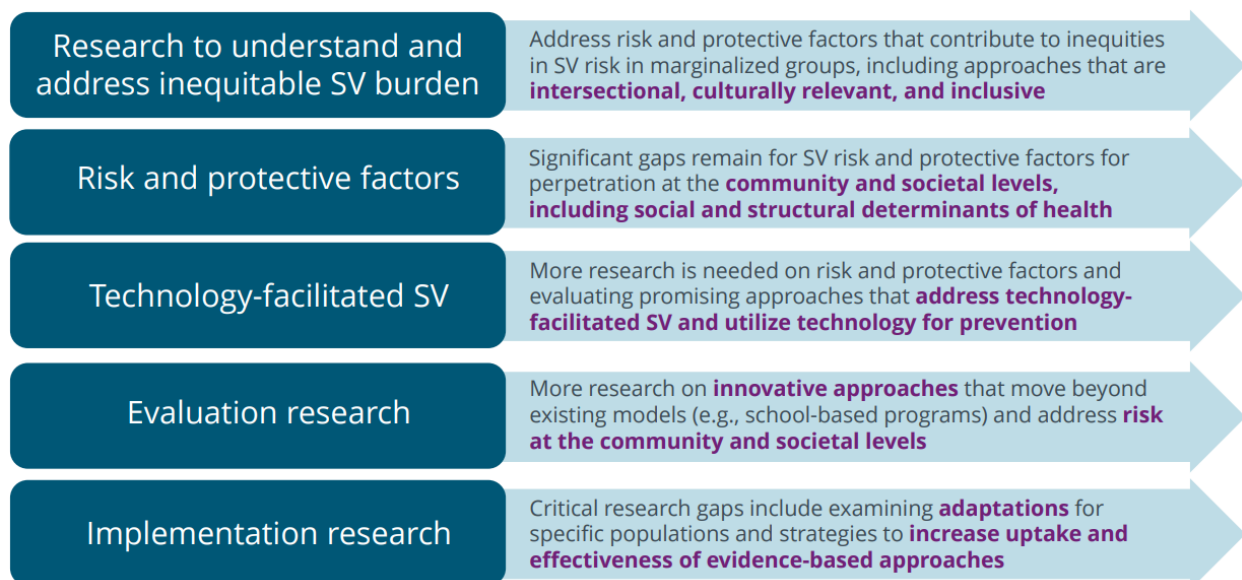 Research to understand and
address inequitable SV burden
Address risk and protective factors that contribute to inequities
in SV risk in marginalized groups, including approaches that are
intersectional, culturally relevant, and inclusive
Risk and protective factors
Significant gaps remain for SV risk and protective factors for
perpetration at the community and societal levels,
including social and structural determinants of health
Technology-facilitated SV
More research is needed on risk and protective factors and
evaluating promising approaches that address technology-
facilitated SV and utilize technology for prevention
Evaluation research
More research on innovative approaches that move beyond
existing models (e.g., school-based programs) and address risk
at the community and societal levels
Implementation research
Critical research gaps include examining adaptations for
specific populations and strategies to increase uptake and
effectiveness of evidence-based approaches